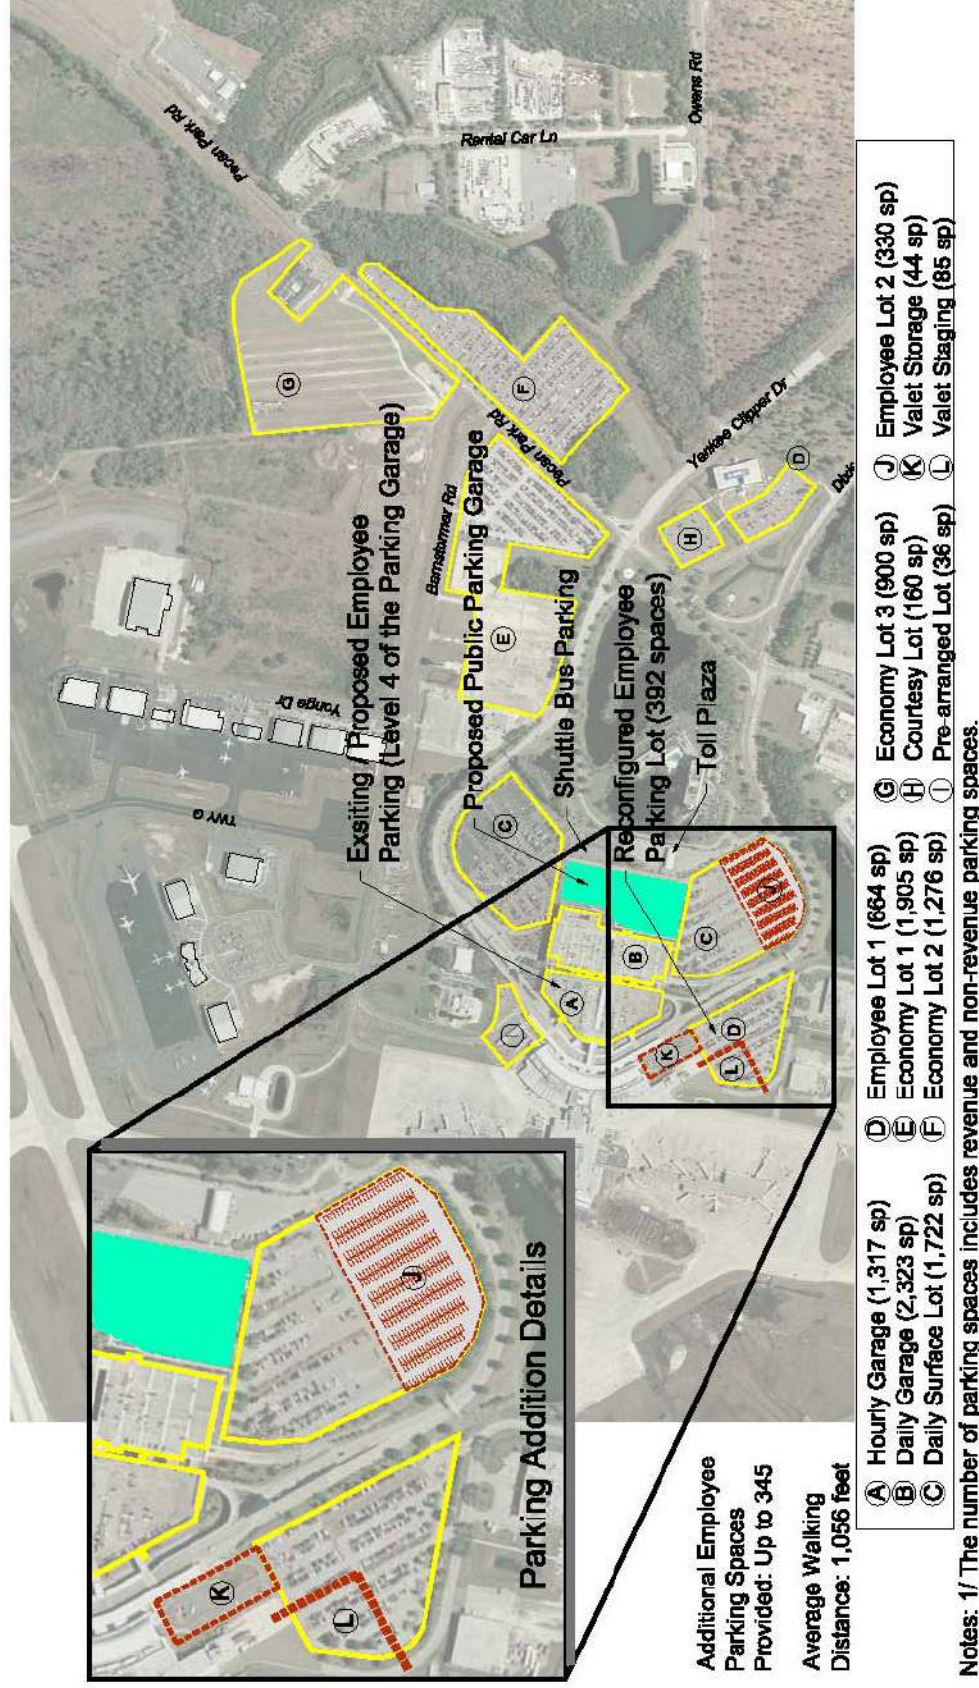 Pecan Park Rd
Pecan Park Rd
Rental Car Ln
Owens Rd
G
F
Exsiting / Proposed Employee
Parking (Level 4 of the Parking Garage)
Barnstormer Rd
Proposed Public Parking Garage
Pecan Park Rd
Yankee Clipper Dr
D
H
Shuttle Bus Parking
Reconfigured Employee
Parking Lot (392 spaces)
Toll Plaza
E
Yonge Dr
TWY G
C
A
B
C
J
I
K
L
D
J
K
L
Parking Addition Details
Additional Employee
Parking Spaces
Provided: Up to 345
Average Walking
Distance: 1,056 feet
A Hourly Garage (1,317 sp)
B Daily Garage (2,323 sp)
C Daily Surface Lot (1,722 sp)
D Employee Lot 1 (664 sp)
E Economy Lot 1 (1,905 sp)
F Economy Lot 2 (1,276 sp)
G Economy Lot 3 (900 sp)
H Courtesy Lot (160 sp)
I Pre-arranged Lot (36 sp)
J Employee Lot 2 (330 sp)
K Valet Storage (44 sp)
L Valet Staging (85 sp)
Notes: 1/ The number of parking spaces includes revenue and non-revenue parking spaces.